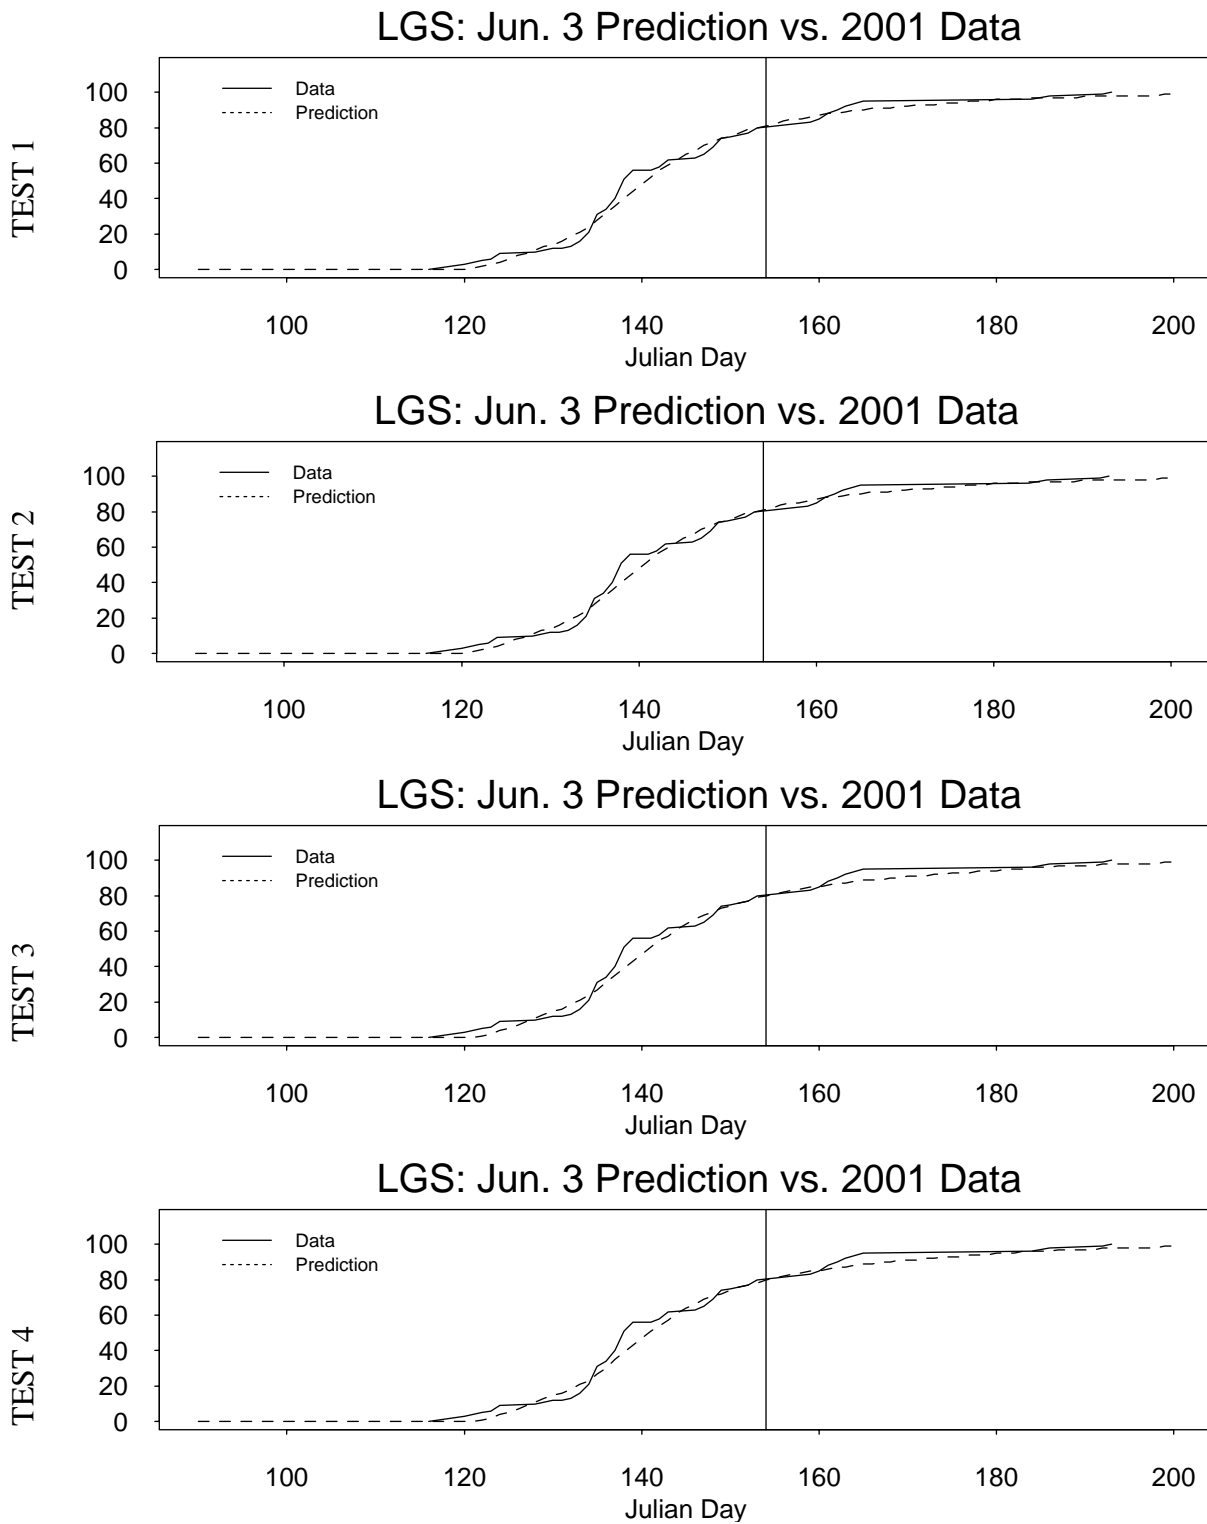 LGS: Jun. 3 Prediction vs. 2001 Data
TEST 1
100
80
60
40
20
0
Data
Prediction
100 120 140 160 180 200
Julian Day
LGS: Jun. 3 Prediction vs. 2001 Data
TEST 2
100
80
60
40
20
0
Data
Prediction
100 120 140 160 180 200
Julian Day
LGS: Jun. 3 Prediction vs. 2001 Data
TEST 3
100
80
60
40
20
0
Data
Prediction
100 120 140 160 180 200
Julian Day
LGS: Jun. 3 Prediction vs. 2001 Data
TEST 4
100
80
60
40
20
0
Data
Prediction
100 120 140 160 180 200
Julian Day